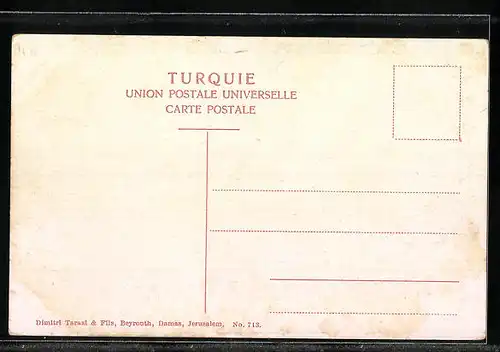 TURQUIE
UNION POSTALE UNIVERSELLE
CARTE POSTALE
Dimitri Tarazi & Fils, Beyrouth, Damas, Jerusalem, No. 713.